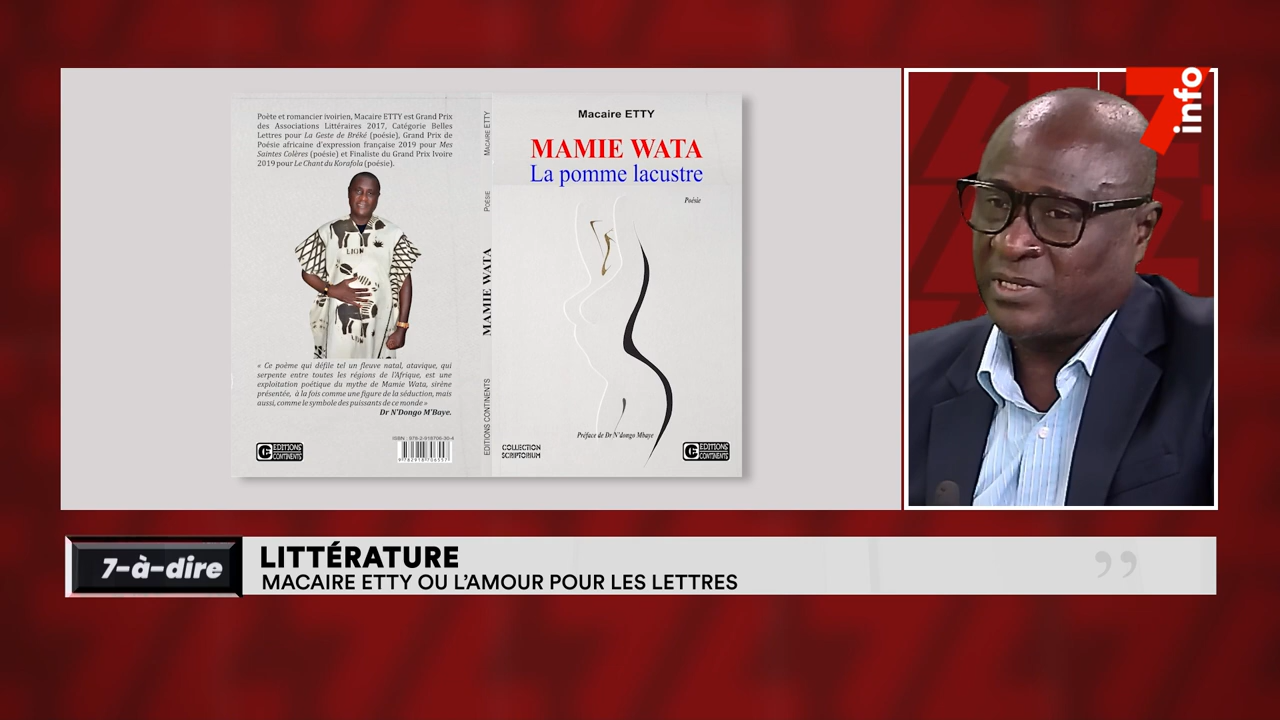 Poète et romancier ivoirien, Macaire ETTY est Grand Prix
des Associations Littéraires 2017, Catégorie Belles
Lettres pour La Geste de Bréké (poésie), Grand Prix de
Poésie africaine d'expression française 2019 pour Mes
Saintes Colères (poésie) et Finaliste du Grand Prix Ivoire
2019 pour Le Chant du Korafola (poésie).
LION
« Ce poème qui défile tel un fleuve natal, atavique, qui
serpente entre toutes les régions de l'Afrique, est une
exploitation poétique du mythe de Mamie Wata, sirène
présentée, à la fois comme une figure de la séduction, mais
aussi, comme le symbole des puissants de ce monde »
Dr N'Dongo M'Baye.
EDITIONS
CONTINENTS
Macaire ETTY
Poésie
MAMIE WATA
EDITIONS CONTINENTS
Macaire ETTY
MAMIE WATA
La pomme lacustre
Poésie
Préface de Dr N'dongo Mbaye
COLLECTION
SCRIPTORIUM
EDITIONS
CONTINENTS
7 info
7-à-dire
LITTÉRATURE
MACAIRE ETTY OU L'AMOUR POUR LES LETTRES